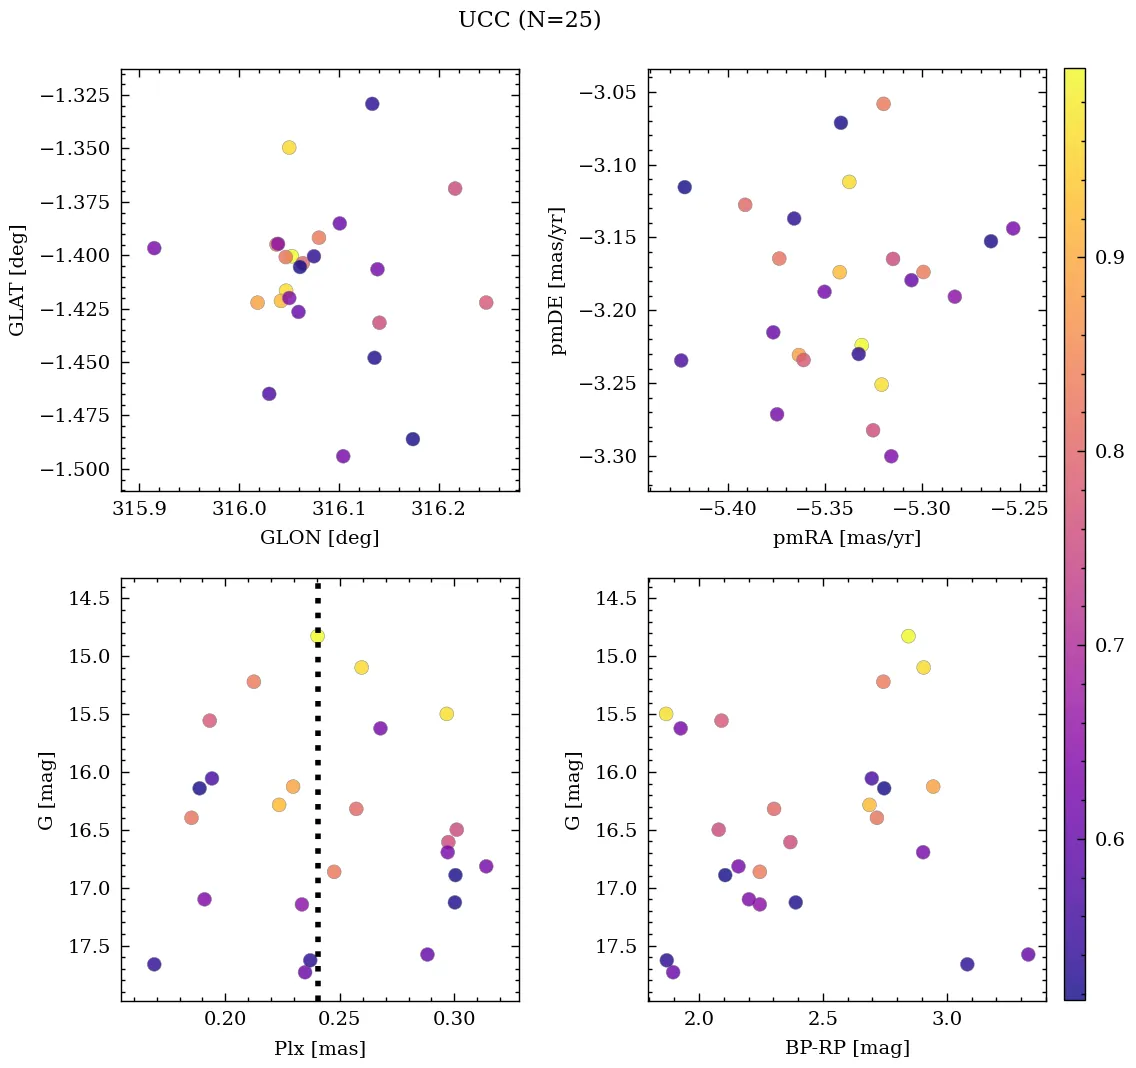 UCC (N=25)
−1.325
−1.350
−1.375
−1.400
−1.425
−1.450
−1.475
−1.500
GLAT [deg]
315.9 316.0 316.1 316.2
GLON [deg]
−3.05
−3.10
−3.15
−3.20
−3.25
−3.30
pmDE [mas/yr]
−5.40 −5.35 −5.30 −5.25
pmRA [mas/yr]
0.9
0.8
0.7
0.6
14.5
15.0
15.5
16.0
16.5
17.0
17.5
G [mag]
0.20 0.25 0.30
Plx [mas]
14.5
15.0
15.5
16.0
16.5
17.0
17.5
G [mag]
2.0 2.5 3.0
BP-RP [mag]